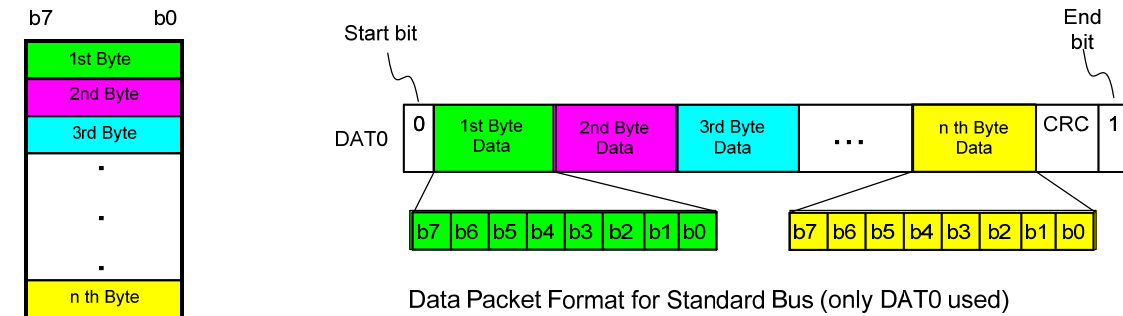 b7 b0
1st Byte
2nd Byte
3rd Byte
.
.
.
n th Byte
Start bit
End
bit
DAT0
0
1st Byte
Data
2nd Byte
Data
3rd Byte
Data
...
n th Byte
Data
CRC
1
b7 b6 b5 b4 b3 b2 b1 b0
b7 b6 b5 b4 b3 b2 b1 b0
Data Packet Format for Standard Bus (only DAT0 used)